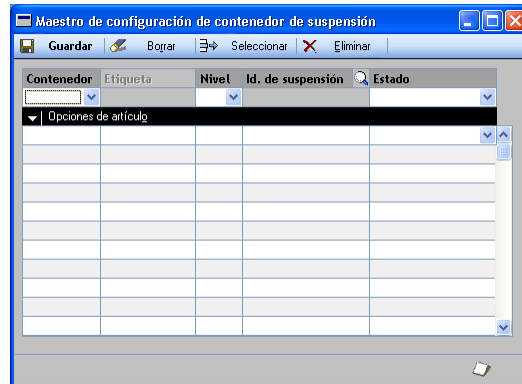 Maestro de configuración de contenedor de suspensión
Guardar Borrar Seleccionar Eliminar
Contenedor Etiqueta Nivel Id. de suspensión Estado
Opciones de artículo